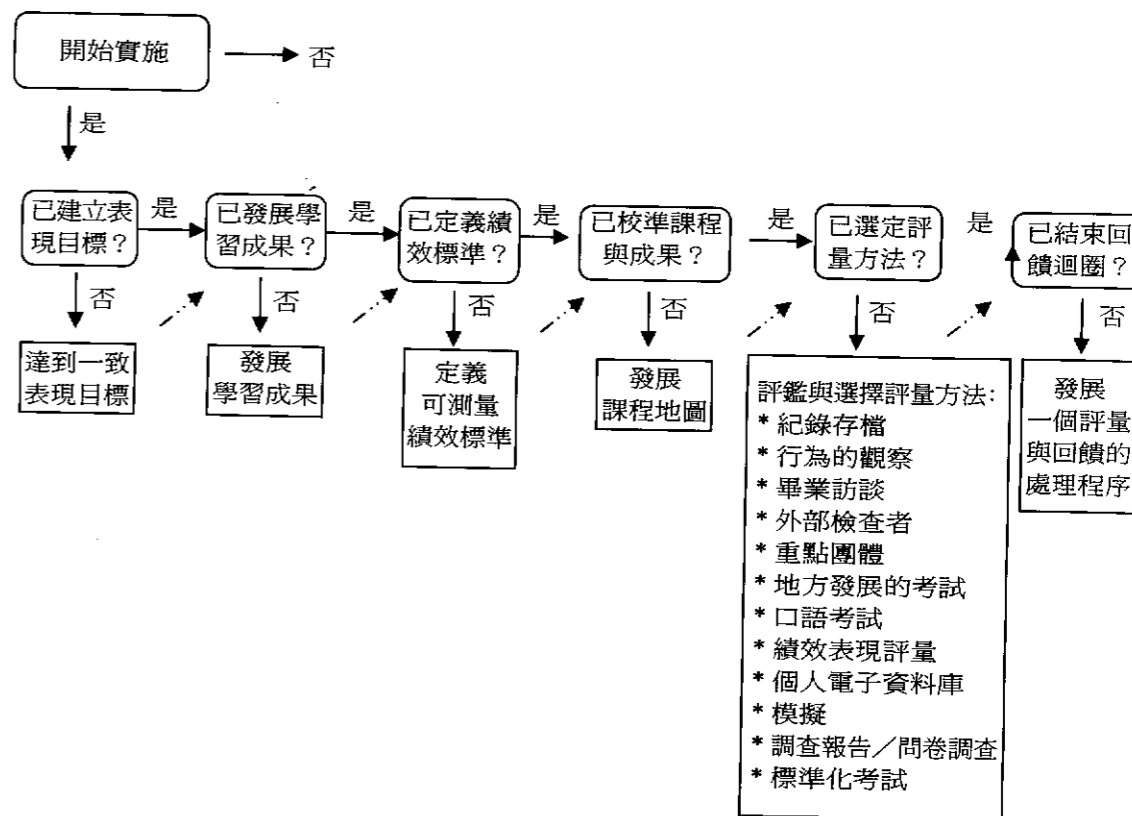 開始實施
否
是
已建立表
現目標？
是
已發展學
習成果？
是
已定義績
效標準？
是
已校準課程
與成果？
是
已選定評
量方法？
是
已結束回
饋迴圈？
否
否
否
否
否
否
達到一致
表現目標
發展
學習成果
定義
可測量
績效標準
發展
課程地圖
評鑑與選擇評量方法:
* 紀錄存檔
* 行為的觀察
* 畢業訪談
* 外部檢查者
* 重點團體
* 地方發展的考試
* 口語考試
* 績效表現評量
* 個人電子資料庫
* 模擬
* 調查報告／問卷調查
* 標準化考試
發展
一個評量
與回饋的
處理程序